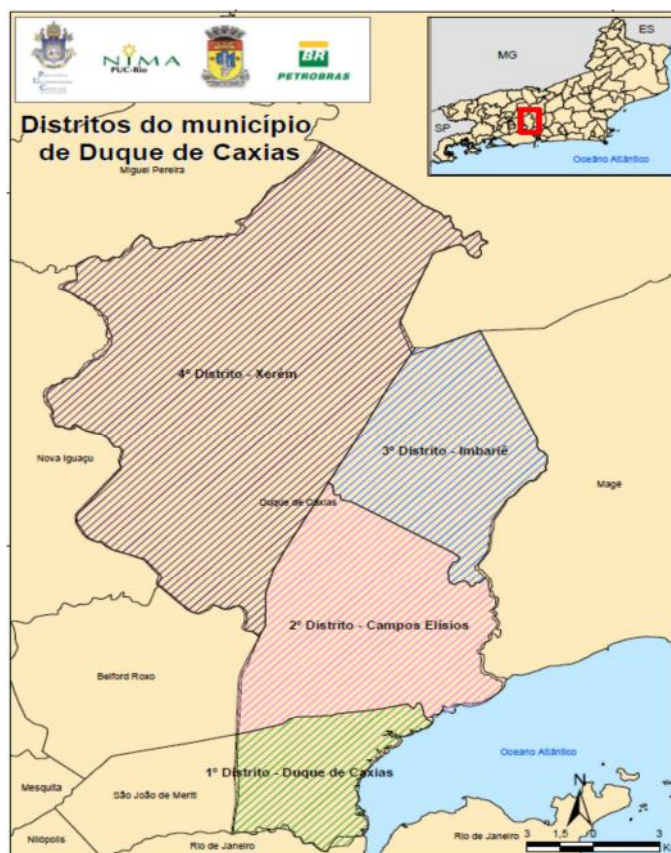 NIMA
PUC-Rio
BR
PETROBRAS
Distritos do município
de Duque de Caxias
MG
ES
SP
Oceâno Atlântico
Miguel Pereira
4º Distrito - Xerém
3º Distrito - Imbariê
Nova Iguaçu
Magé
Duque de Caxias
2º Distrito - Campos Elísios
Belford Roxo
Oceano Atlântico
1º Distrito - Duque de Caxias
Mesquita
São João de Meriti
N
Nilópolis
Rio de Janeiro
Rio de Janeiro
3 1,5 0 3